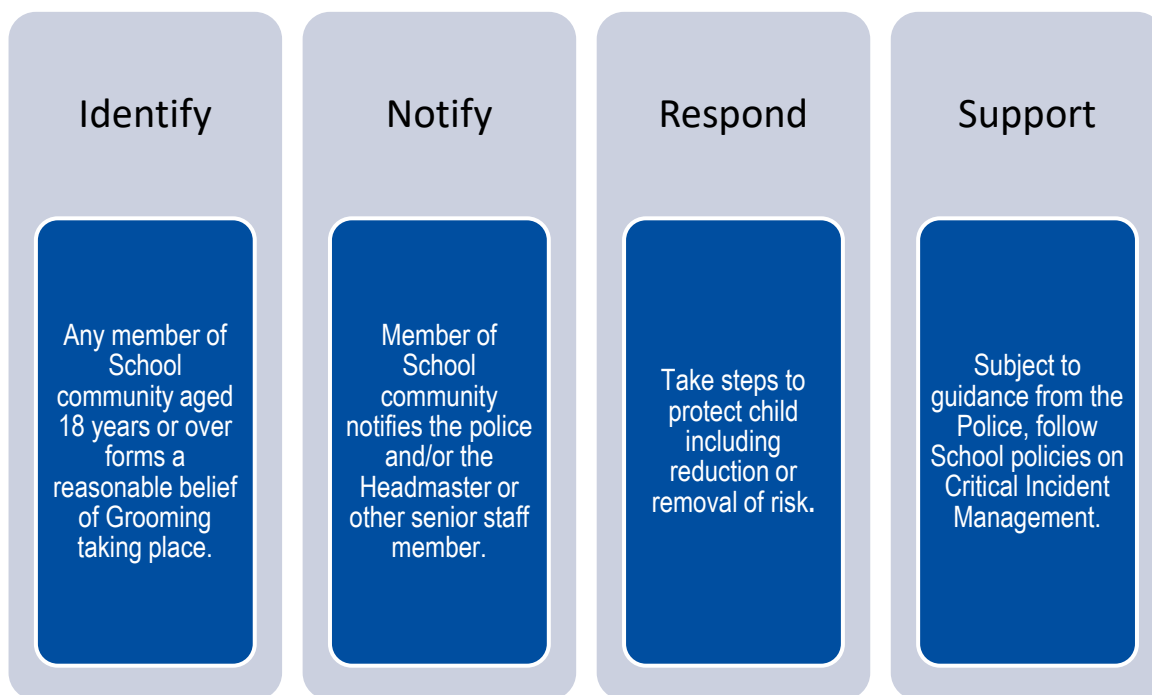 Identify
Any member of
School
community aged
18 years or over
forms a
reasonable belief
of Grooming
taking place.
Notify
Member of
School
community
notifies the police
and/or the
Headmaster or
other senior staff
member.
Respond
Take steps to
protect child
including
reduction or
removal of risk.
Support
Subject to
guidance from the
Police, follow
School policies on
Critical Incident
Management.